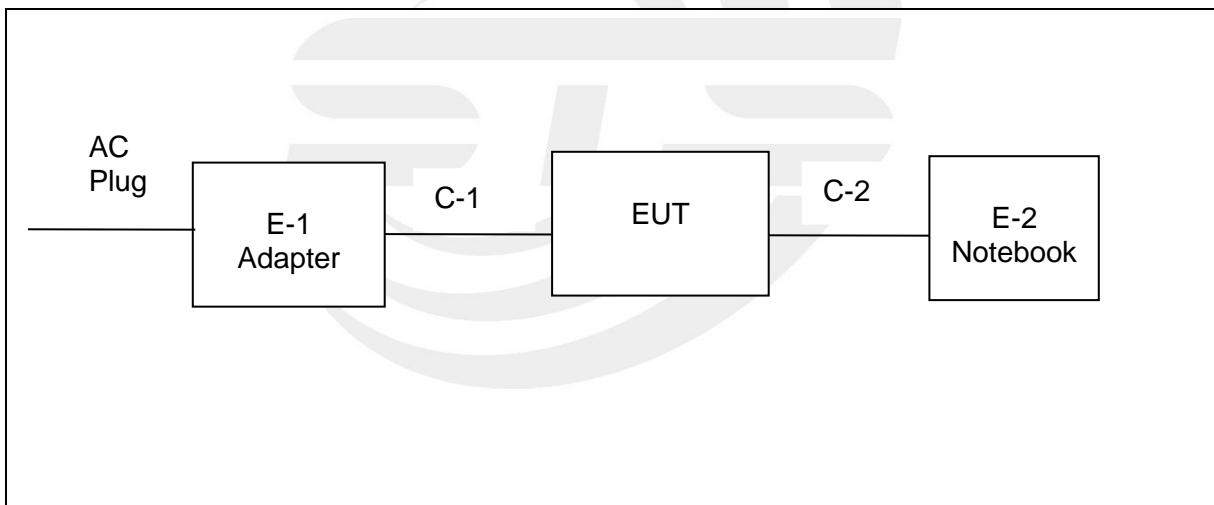 AC
Plug
E-1
Adapter
C-1
EUT
C-2
E-2
Notebook